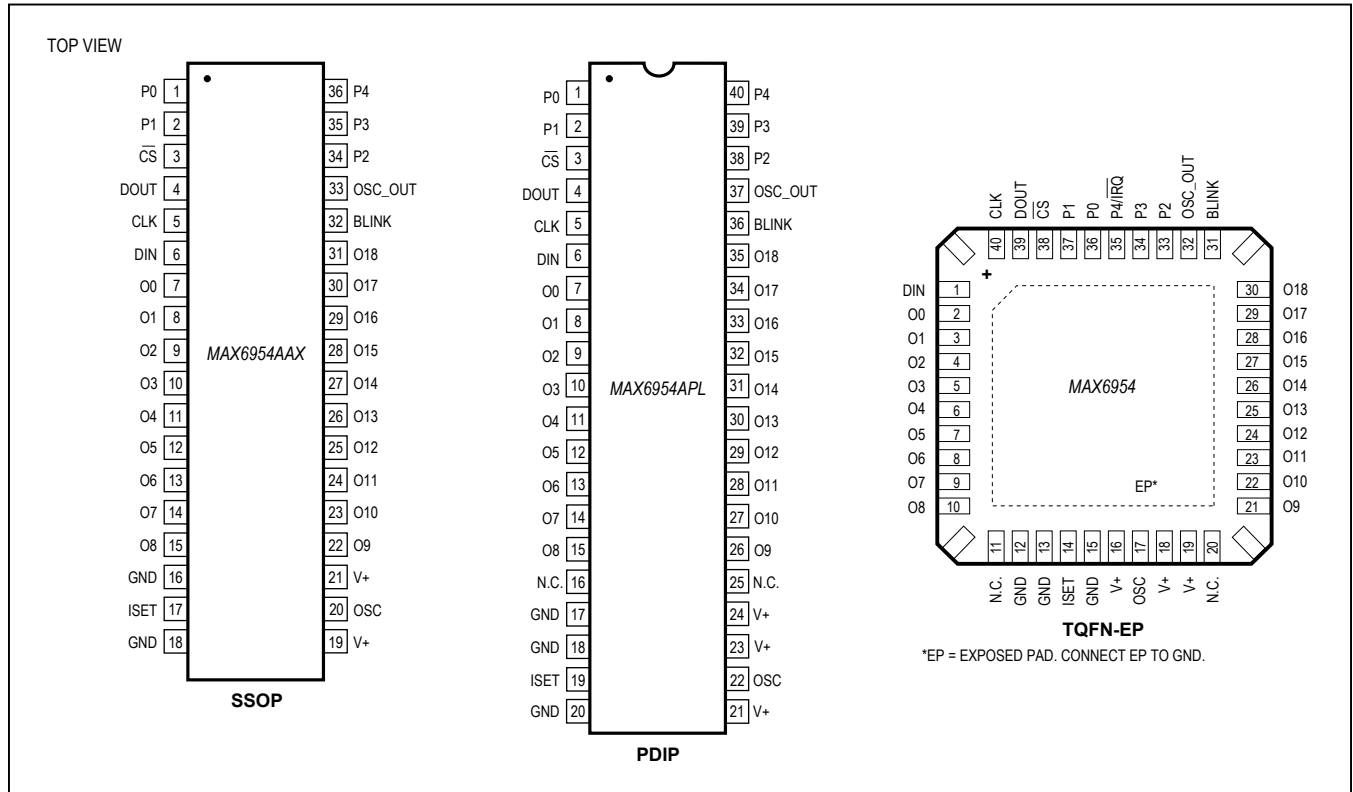 TOP VIEW
P0 1 36 P4
P1 2 35 P3
CS 3 34 P2
DOUT 4 33 OSC_OUT
CLK 5 32 BLINK
DIN 6 31 O18
O0 7 30 O17
O1 8 29 O16
O2 9 MAX6954AAX 28 O15
O3 10 27 O14
O4 11 26 O13
O5 12 25 O12
O6 13 24 O11
O7 14 23 O10
O8 15 22 O9
GND 16 21 V+
ISET 17 20 OSC
GND 18 19 V+
SSOP
P0 1 40 P4
P1 2 39 P3
CS 3 38 P2
DOUT 4 37 OSC_OUT
CLK 5 36 BLINK
DIN 6 35 O18
O0 7 34 O17
O1 8 33 O16
O2 9 32 O15
O3 10 MAX6954APL 31 O14
O4 11 30 O13
O5 12 29 O12
O6 13 28 O11
O7 14 27 O10
O8 15 26 O9
N.C. 16 25 N.C.
GND 17 24 V+
GND 18 23 V+
ISET 19 22 OSC
GND 20 21 V+
PDIP
CLK DOUT CS P1 P0 P4/IRQ P3 P2 OSC_OUT BLINK
40 39 38 37 36 35 34 33 32 31
+
DIN 1 30 O18
O0 2 29 O17
O1 3 28 O16
O2 4 27 O15
O3 5 MAX6954 26 O14
O4 6 25 O13
O5 7 24 O12
O6 8 23 O11
O7 9 EP* 22 O10
O8 10 21 O9
11 12 13 14 15 16 17 18 19 20
N.C. GND GND ISET GND V+ OSC V+ V+ N.C.
TQFN-EP
*EP = EXPOSED PAD. CONNECT EP TO GND.